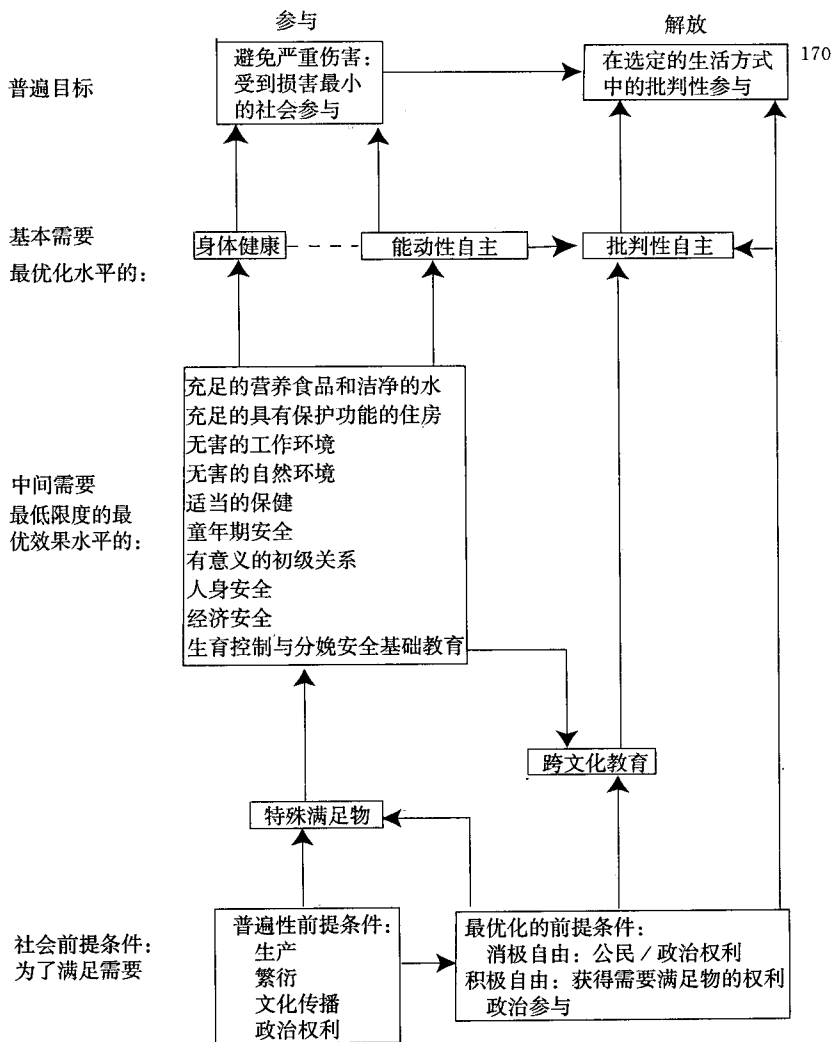 参与
解放
170
普遍目标
避免严重伤害：
受到损害最小
的社会参与
在选定的生活方式
中的批判性参与
基本需要
最优化水平的：
身体健康
能动性自主
批判性自主
中间需要
最低限度的最
优效果水平的：
充足的营养食品和洁净的水
充足的具有保护功能的住房
无害的工作环境
无害的自然环境
适当的保健
童年期安全
有意义的初级关系
人身安全
经济安全
生育控制与分娩安全基础教育
跨文化教育
特殊满足物
社会前提条件：
为了满足需要
普遍性前提条件：
生产
繁衍
文化传播
政治权利
最优化的前提条件：
消极自由：公民／政治权利
积极自由：获得需要满足物的权利
政治参与